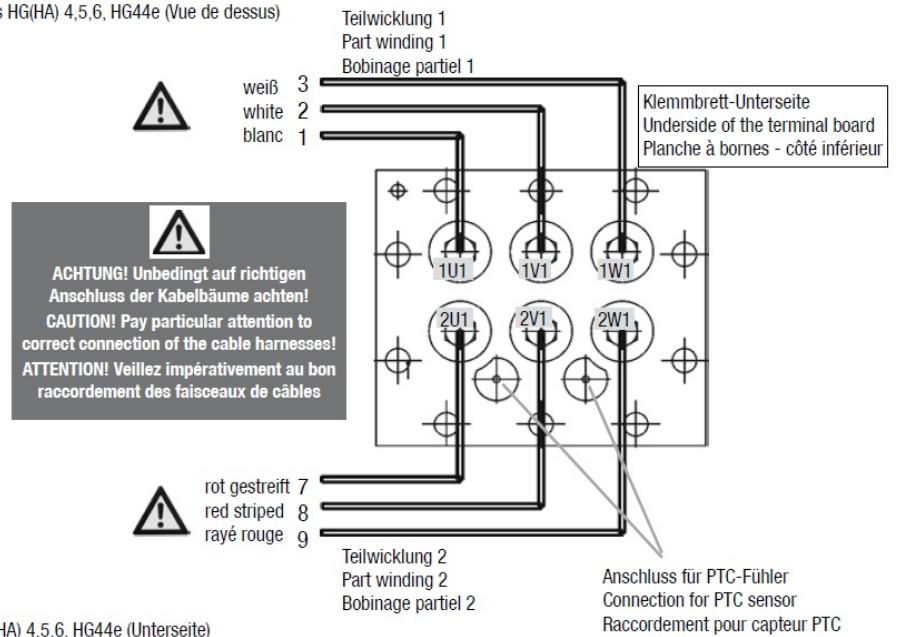 s HG(HA) 4,5,6, HG44e (Vue de dessus)
Teilwicklung 1
Part winding 1
Bobinage partiel 1
weiß 3
white 2
blanc 1
Klemmbrett-Unterseite
Underside of the terminal board
Planche à bornes - côté inférieur
ACHTUNG! Unbedingt auf richtigen
Anschluss der Kabelbäume achten!
CAUTION! Pay particular attention to
correct connection of the cable harnesses!
ATTENTION! Veillez impérativement au bon
raccordement des faisceaux de câbles
1U1 1V1 1W1
2U1 2V1 2W1
rot gestreift 7
red striped 8
rayé rouge 9
Teilwicklung 2
Part winding 2
Bobinage partiel 2
Anschluss für PTC-Fühler
Connection for PTC sensor
Raccordement pour capteur PTC
HA) 4,5,6, HG44e (Unterseite)